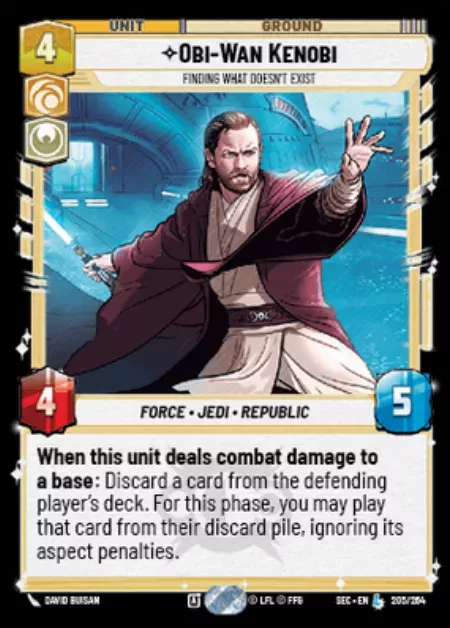 UNIT GROUND
4
Obi-Wan Kenobi
FINDING WHAT DOESN'T EXIST
4
FORCE • JEDI • REPUBLIC
5
When this unit deals combat damage to
a base: Discard a card from the defending
player's deck. For this phase, you may play
that card from their discard pile, ignoring its
aspect penalties.
DAVID BUISAN
© LFL © FFG
SEC • EN
L
205/264